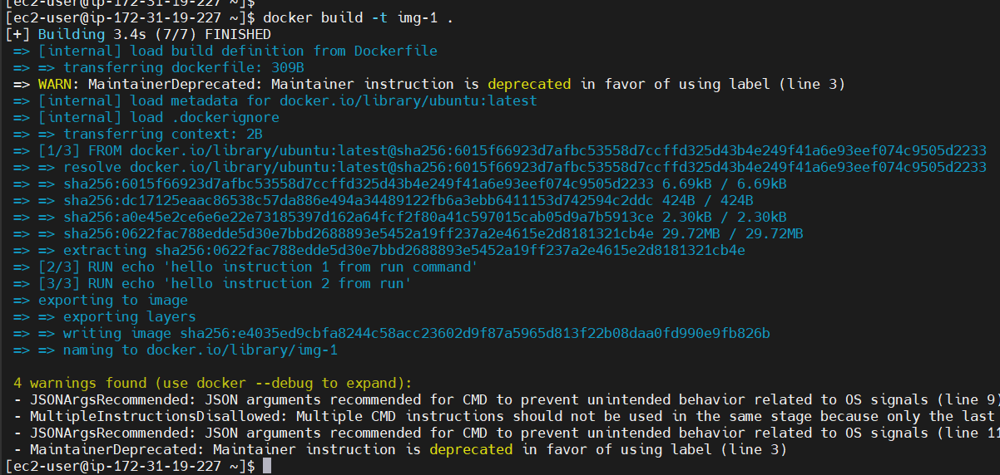 [ec2-user@ip-172-31-19-227 ~]$
[ec2-user@ip-172-31-19-227 ~]$ docker build -t img-1 .
[+] Building 3.4s (7/7) FINISHED
=> [internal] load build definition from Dockerfile
=> => transferring dockerfile: 309B
=> WARN: MaintainerDeprecated: Maintainer instruction is deprecated in favor of using label (line 3)
=> [internal] load metadata for docker.io/library/ubuntu:latest
=> [internal] load .dockerignore
=> => transferring context: 2B
=> [1/3] FROM docker.io/library/ubuntu:latest@sha256:6015f66923d7afbc53558d7ccffd325d43b4e249f41a6e93eef074c9505d2233
=> => resolve docker.io/library/ubuntu:latest@sha256:6015f66923d7afbc53558d7ccffd325d43b4e249f41a6e93eef074c9505d2233
=> => sha256:6015f66923d7afbc53558d7ccffd325d43b4e249f41a6e93eef074c9505d2233 6.69kB / 6.69kB
=> => sha256:dc17125eaac86538c57da886e494a34489122fb6a3ebb6411153d742594c2ddc 424B / 424B
=> => sha256:a0e45e2ce6e6e22e73185397d162a64fcf2f80a41c597015cab05d9a7b5913ce 2.30kB / 2.30kB
=> => sha256:0622fac788edde5d30e7bbd2688893e5452a19ff237a2e4615e2d8181321cb4e 29.72MB / 29.72MB
=> => extracting sha256:0622fac788edde5d30e7bbd2688893e5452a19ff237a2e4615e2d8181321cb4e
=> [2/3] RUN echo 'hello instruction 1 from run command'
=> [3/3] RUN echo 'hello instruction 2 from run'
=> exporting to image
=> => exporting layers
=> => writing image sha256:e4035ed9cbfa8244c58acc23602d9f87a5965d813f22b08daa0fd990e9fb826b
=> => naming to docker.io/library/img-1
4 warnings found (use docker --debug to expand):
- JSONArgsRecommended: JSON arguments recommended for CMD to prevent unintended behavior related to OS signals (line 9)
- MultipleInstructionsDisallowed: Multiple CMD instructions should not be used in the same stage because only the last
- JSONArgsRecommended: JSON arguments recommended for CMD to prevent unintended behavior related to OS signals (line 11
- MaintainerDeprecated: Maintainer instruction is deprecated in favor of using label (line 3)
[ec2-user@ip-172-31-19-227 ~]$